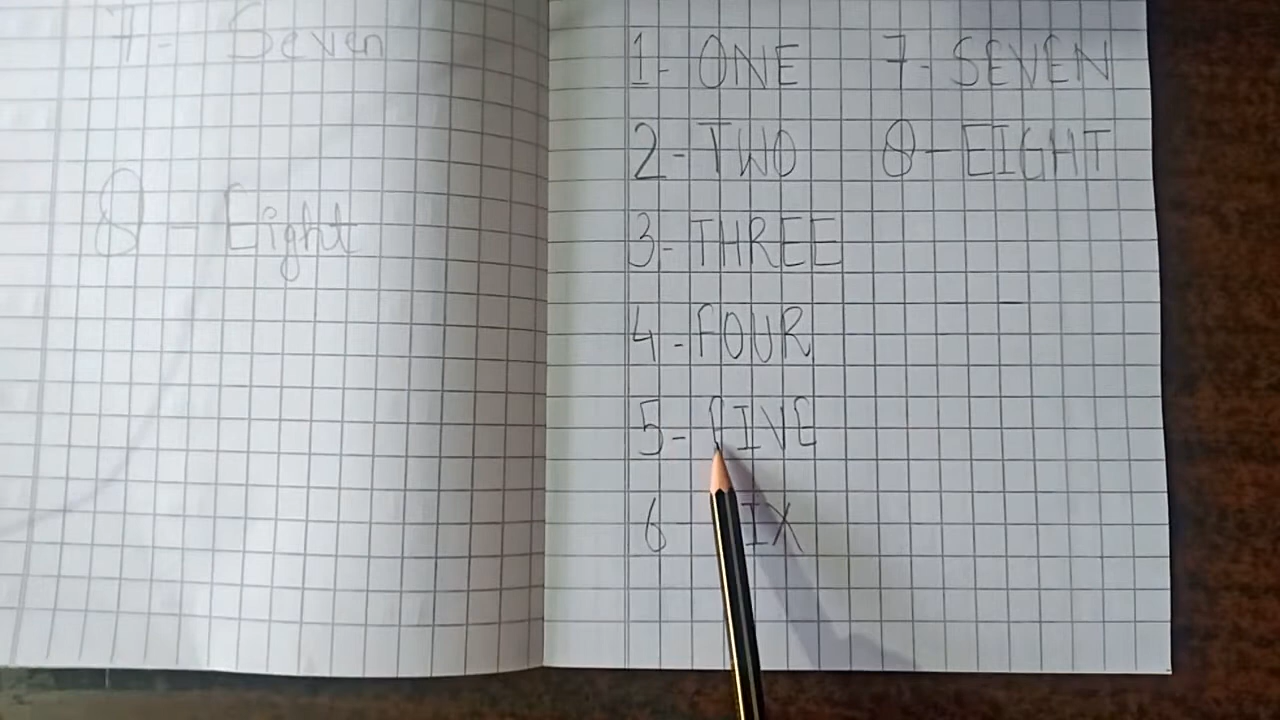 7- Seven
8 - Eight
1- ONE
2- TWO
3- THREE
4- FOUR
5- FIVE
6
7- SEVEN
8- EIGHT